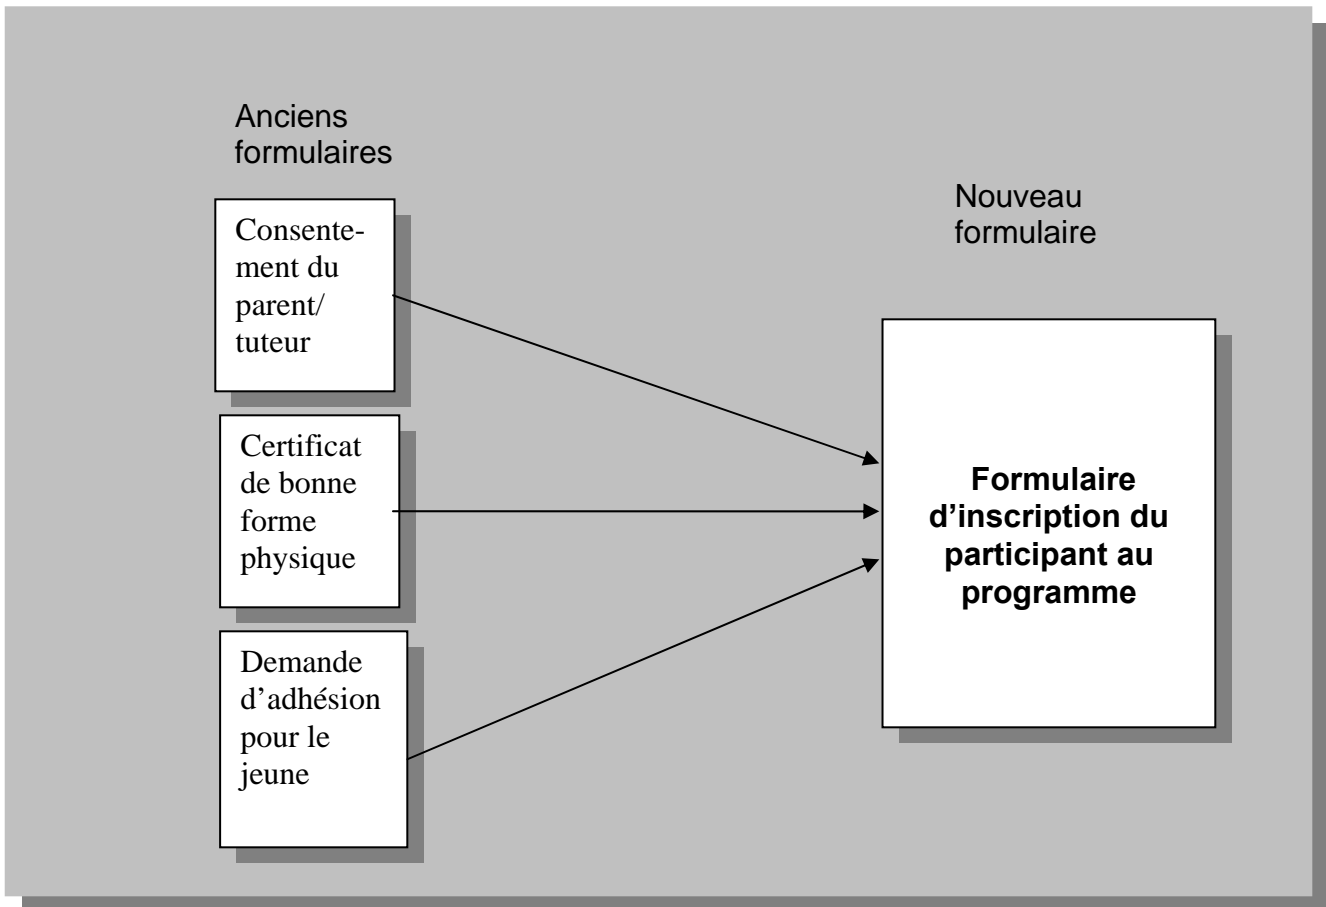 Anciens
formulaires
Consente-
ment du
parent/
tuteur
Certificat
de bonne
forme
physique
Demande
d’adhésion
pour le
jeune
Nouveau
formulaire
Formulaire
d’inscription du
participant au
programme